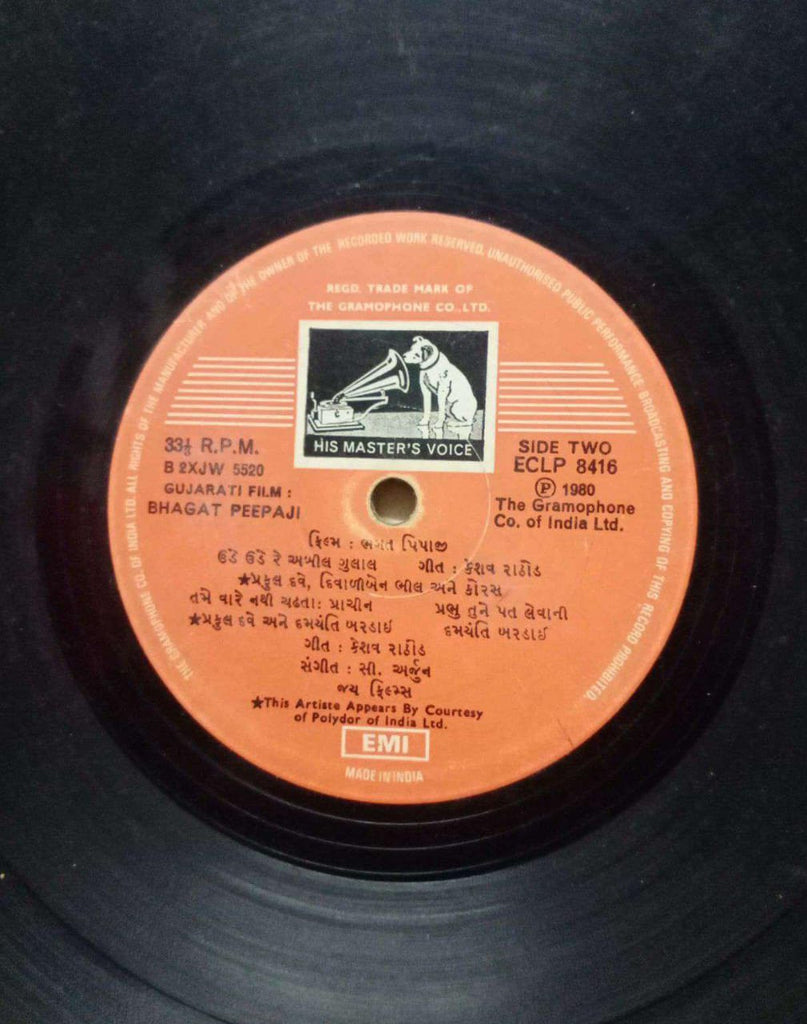 THE GRAMOPHONE CO. OF INDIA LTD. ALL RIGHTS OF THE MANUFACTURER AND OF THE OWNER OF THE RECORDED WORK RESERVED. UNAUTHORISED PUBLIC PERFORMANCE BROADCASTING AND COPYING OF THIS RECORD PROHIBITED.
REGD. TRADE MARK OF
THE GRAMOPHONE CO.,LTD.
HIS MASTER'S VOICE
33⅓ R.P.M.
B 2XJW 5520
GUJARATI FILM :
BHAGAT PEEPAJI
SIDE TWO
ECLP 8416
Ⓟ 1980
The Gramophone
Co. of India Ltd.
ફિલ્મ : ભગત પિપાજી
ઉડે ઉડે રે અબીલ ગુલાલ ગીત : કેશવ રાઠોડ
★પ્રફુલ દવે, દિવાળીબેન ભીલ અને કોરસ
તમે વારે નથી ચઢતા: પ્રાચીન પ્રભુ તુને પત લેવાની
★પ્રફુલ દવે અને દમયંતિ બરડાઈ દમયંતિ બરડાઈ
ગીત : કેશવ રાઠોડ
સંગીત : સી. અર્જુન
જય ફિલ્મ્સ
★This Artiste Appears By Courtesy
of Polydor of India Ltd.
EMI
MADE IN INDIA